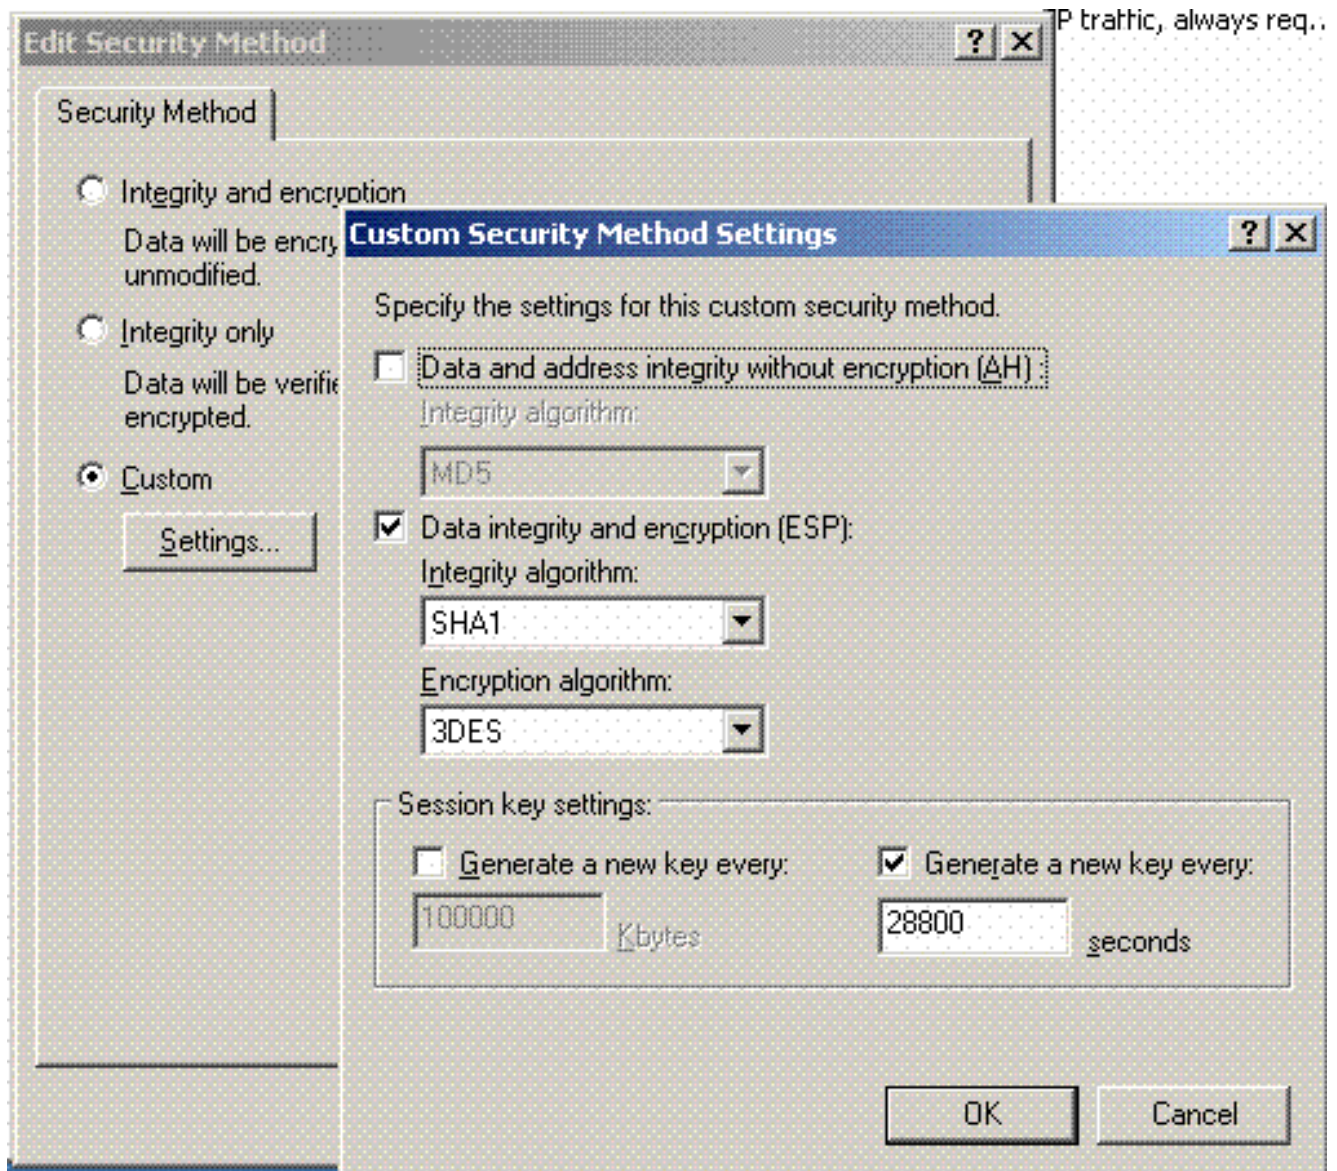 P traffic, always req..
Edit Security Method
Security Method
Integrity and encryption
Data will be encry
unmodified.
Integrity only
Data will be verifie
encrypted.
Custom
Settings...
Custom Security Method Settings
Specify the settings for this custom security method.
Data and address integrity without encryption (AH) :
Integrity algorithm:
MD5
Data integrity and encryption (ESP):
Integrity algorithm:
SHA1
Encryption algorithm:
3DES
Session key settings:
Generate a new key every:
100000 Kbytes
Generate a new key every:
28800 seconds
OK
Cancel